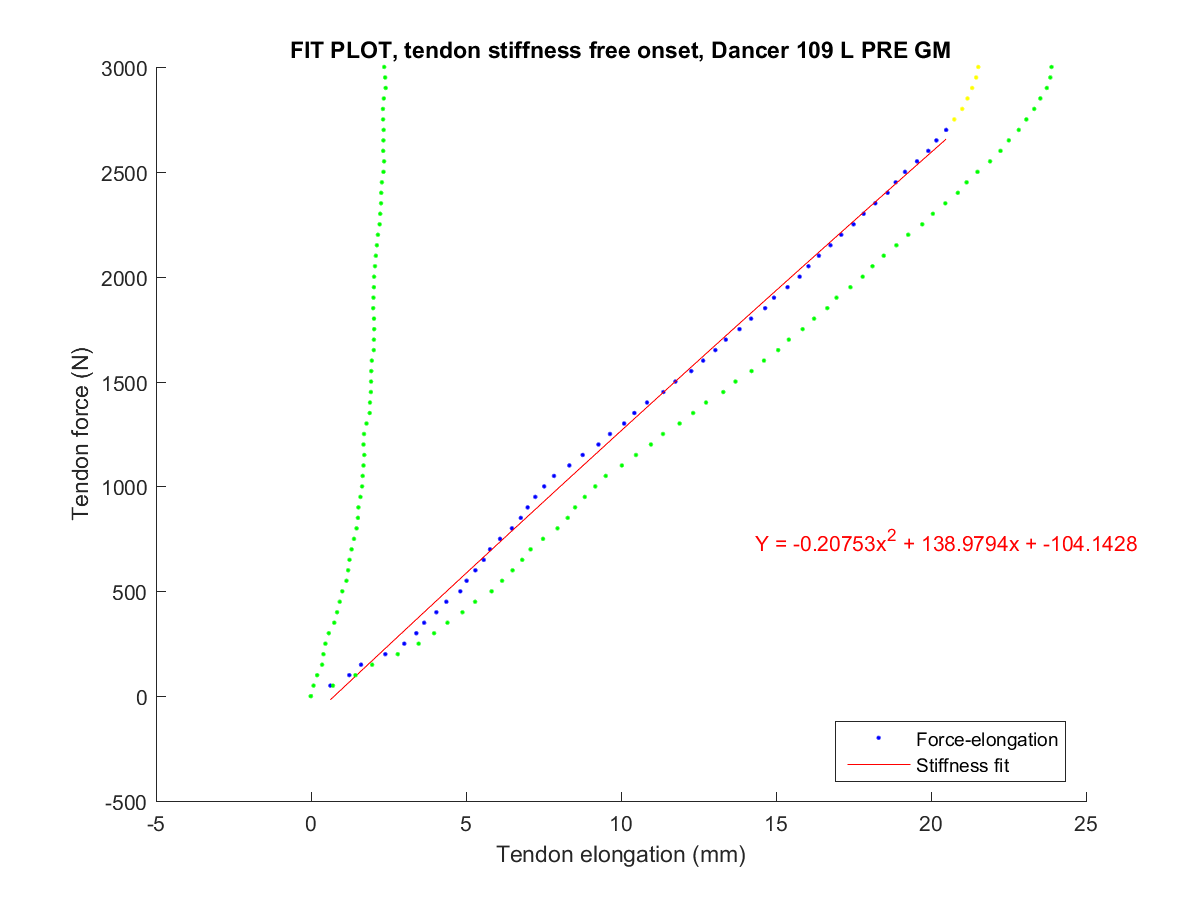 FIT PLOT, tendon stiffness free onset, Dancer 109 L PRE GM
3000
2500
2000
1500
1000
500
0
-500
Tendon force (N)
Y = -0.20753x² + 138.9794x + -104.1428
Force-elongation
Stiffness fit
-5 0 5 10 15 20 25
Tendon elongation (mm)